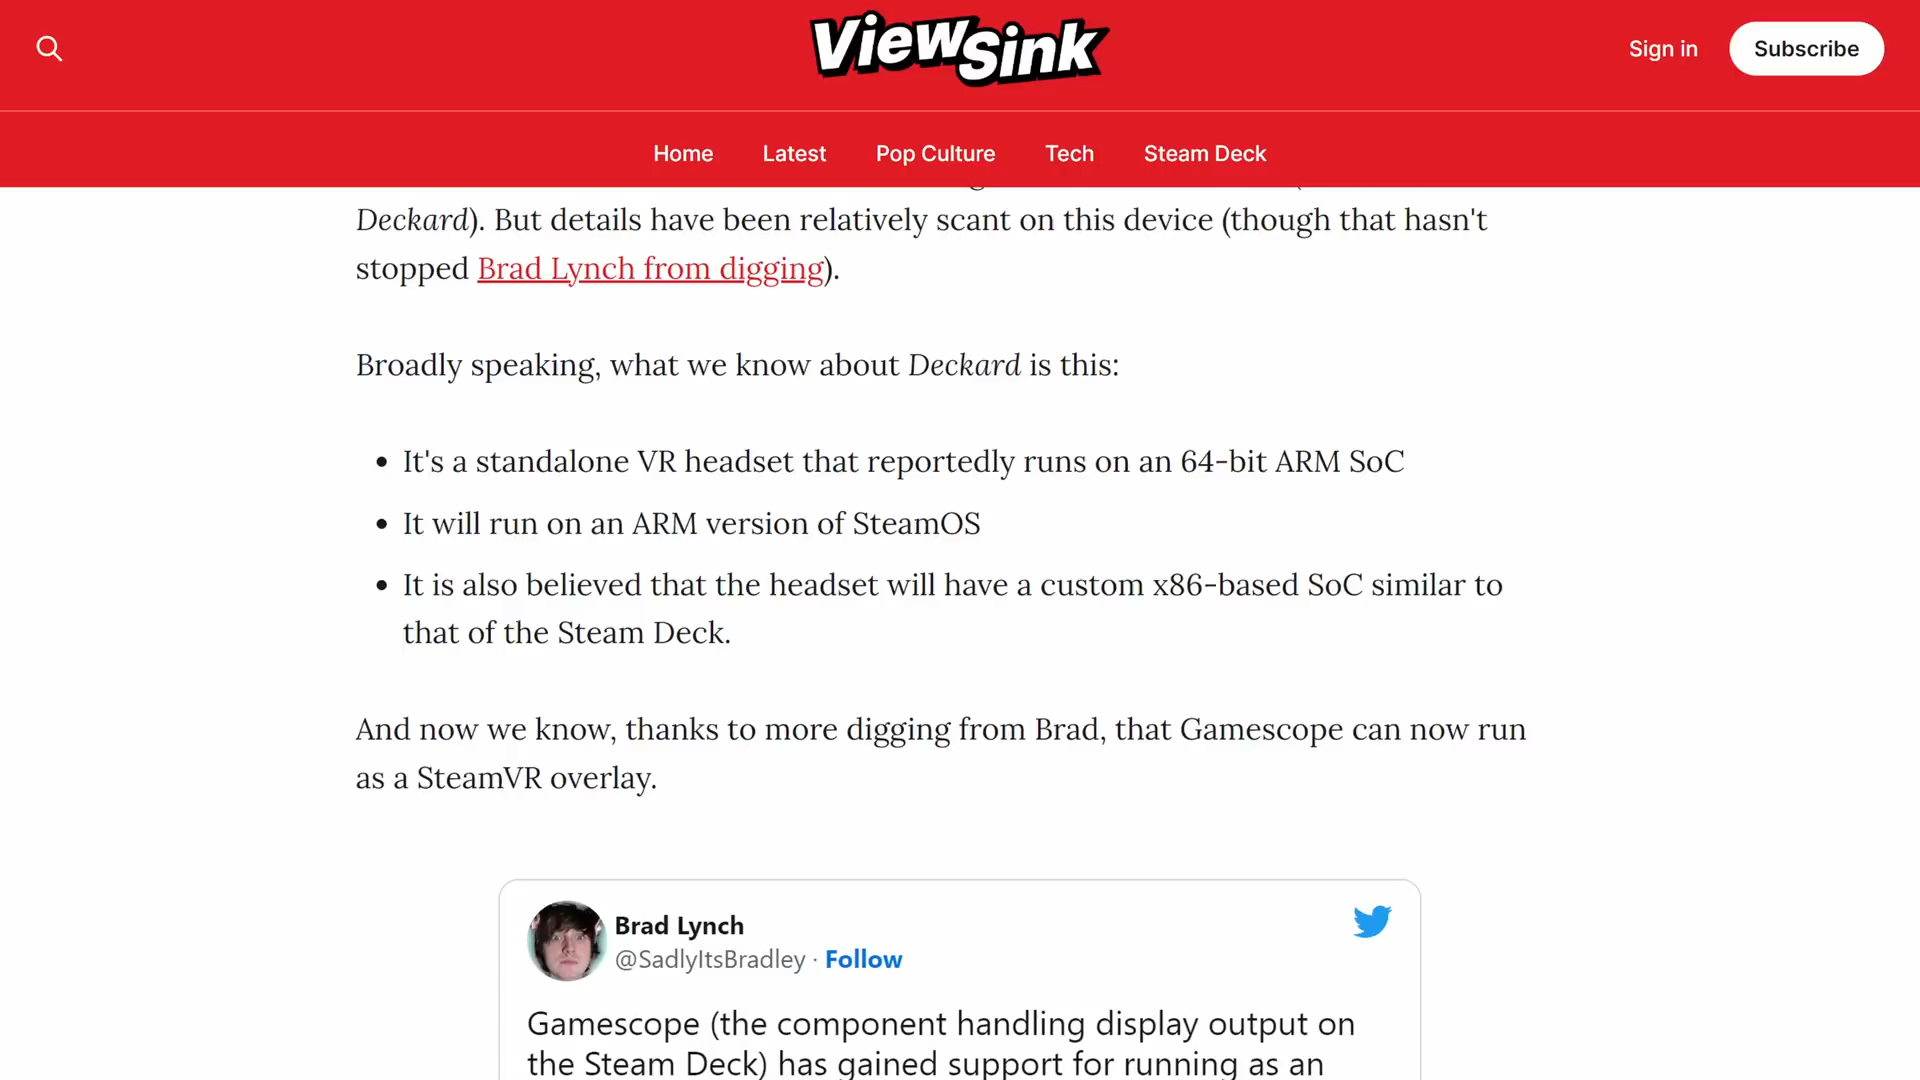 ViewSink
Sign in
Subscribe
Home
Latest
Pop Culture
Tech
Steam Deck
Deckard). But details have been relatively scant on this device (though that hasn't
stopped Brad Lynch from digging).
Broadly speaking, what we know about Deckard is this:
• It's a standalone VR headset that reportedly runs on an 64-bit ARM SoC
• It will run on an ARM version of SteamOS
• It is also believed that the headset will have a custom x86-based SoC similar to
that of the Steam Deck.
And now we know, thanks to more digging from Brad, that Gamescope can now run
as a SteamVR overlay.
Brad Lynch
@SadlyItsBradley · Follow
Gamescope (the component handling display output on
the Steam Deck) has gained support for running as an